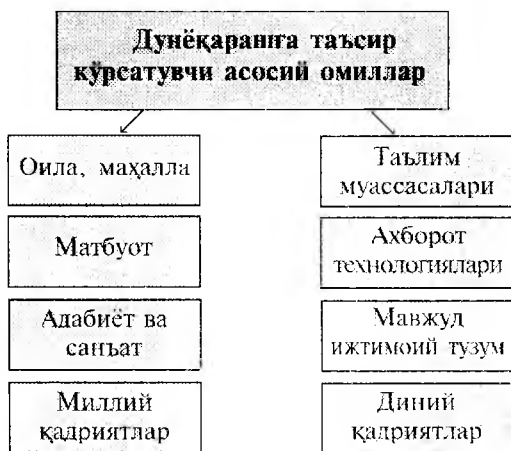 Дунёқарашга таъсир
кўрсатувчи асосий омиллар
Оила, маҳалла
Таълим
муассасалари
Матбуот
Ахборот
технологиялари
Адабиёт ва
санъат
Мавжуд
ижтимоий тузум
Миллий
қадриятлар
Диний
қадриятлар